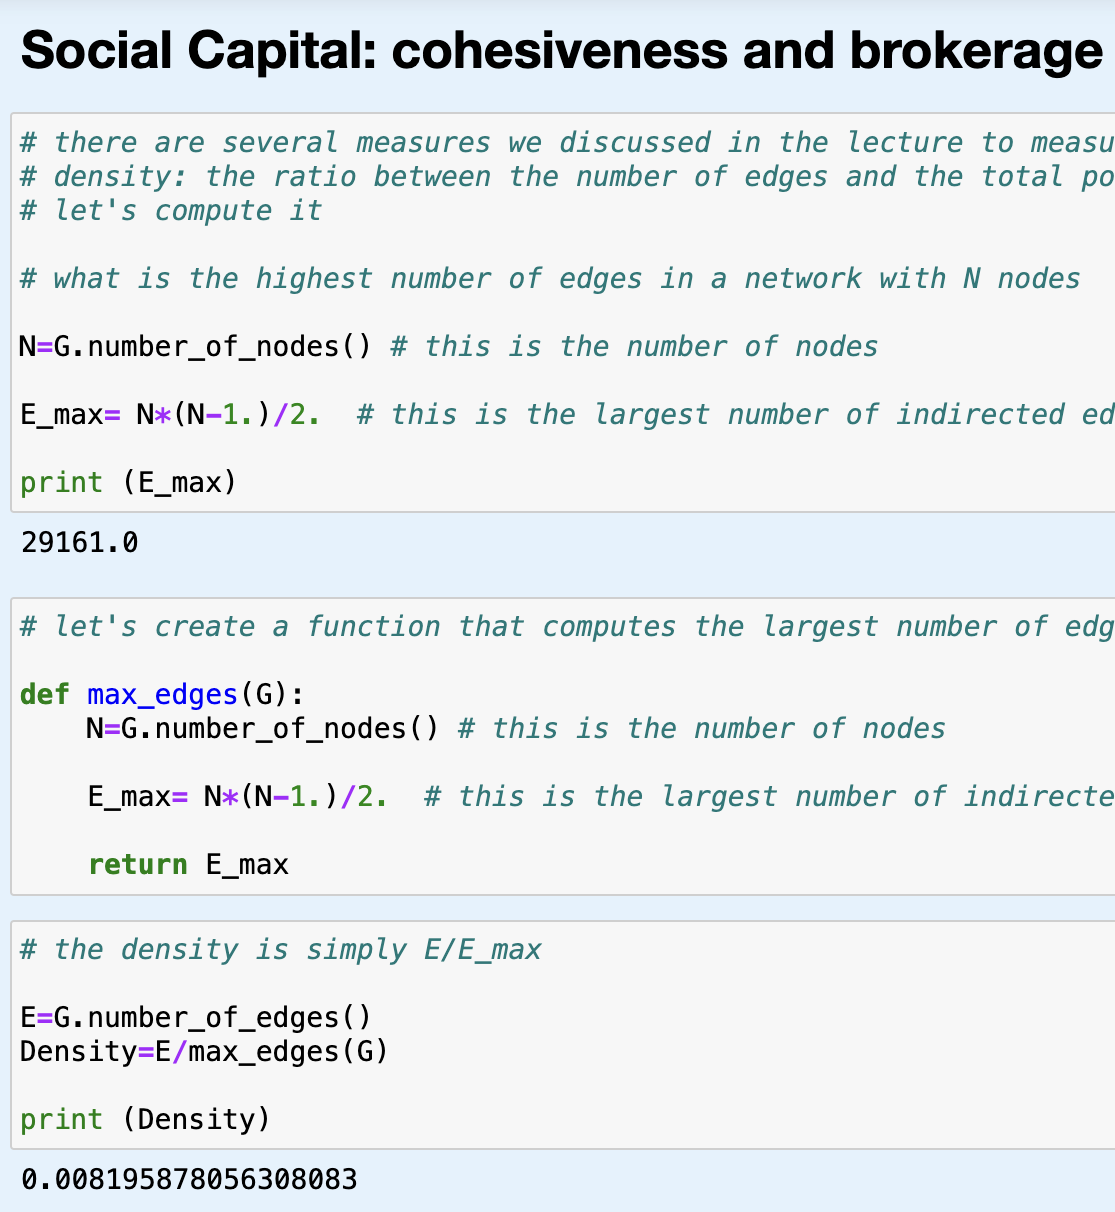 Social Capital: cohesiveness and brokerage
# there are several measures we discussed in the lecture to measu
# density: the ratio between the number of edges and the total po
# let's compute it
# what is the highest number of edges in a network with N nodes
N=G.number_of_nodes() # this is the number of nodes
E_max= N*(N-1.)/2.  # this is the largest number of indirected ed
print (E_max)
29161.0
# let's create a function that computes the largest number of edg
def max_edges(G):
    N=G.number_of_nodes() # this is the number of nodes
    E_max= N*(N-1.)/2.  # this is the largest number of indirecte
    return E_max
# the density is simply E/E_max
E=G.number_of_edges()
Density=E/max_edges(G)
print (Density)
0.008195878056308083